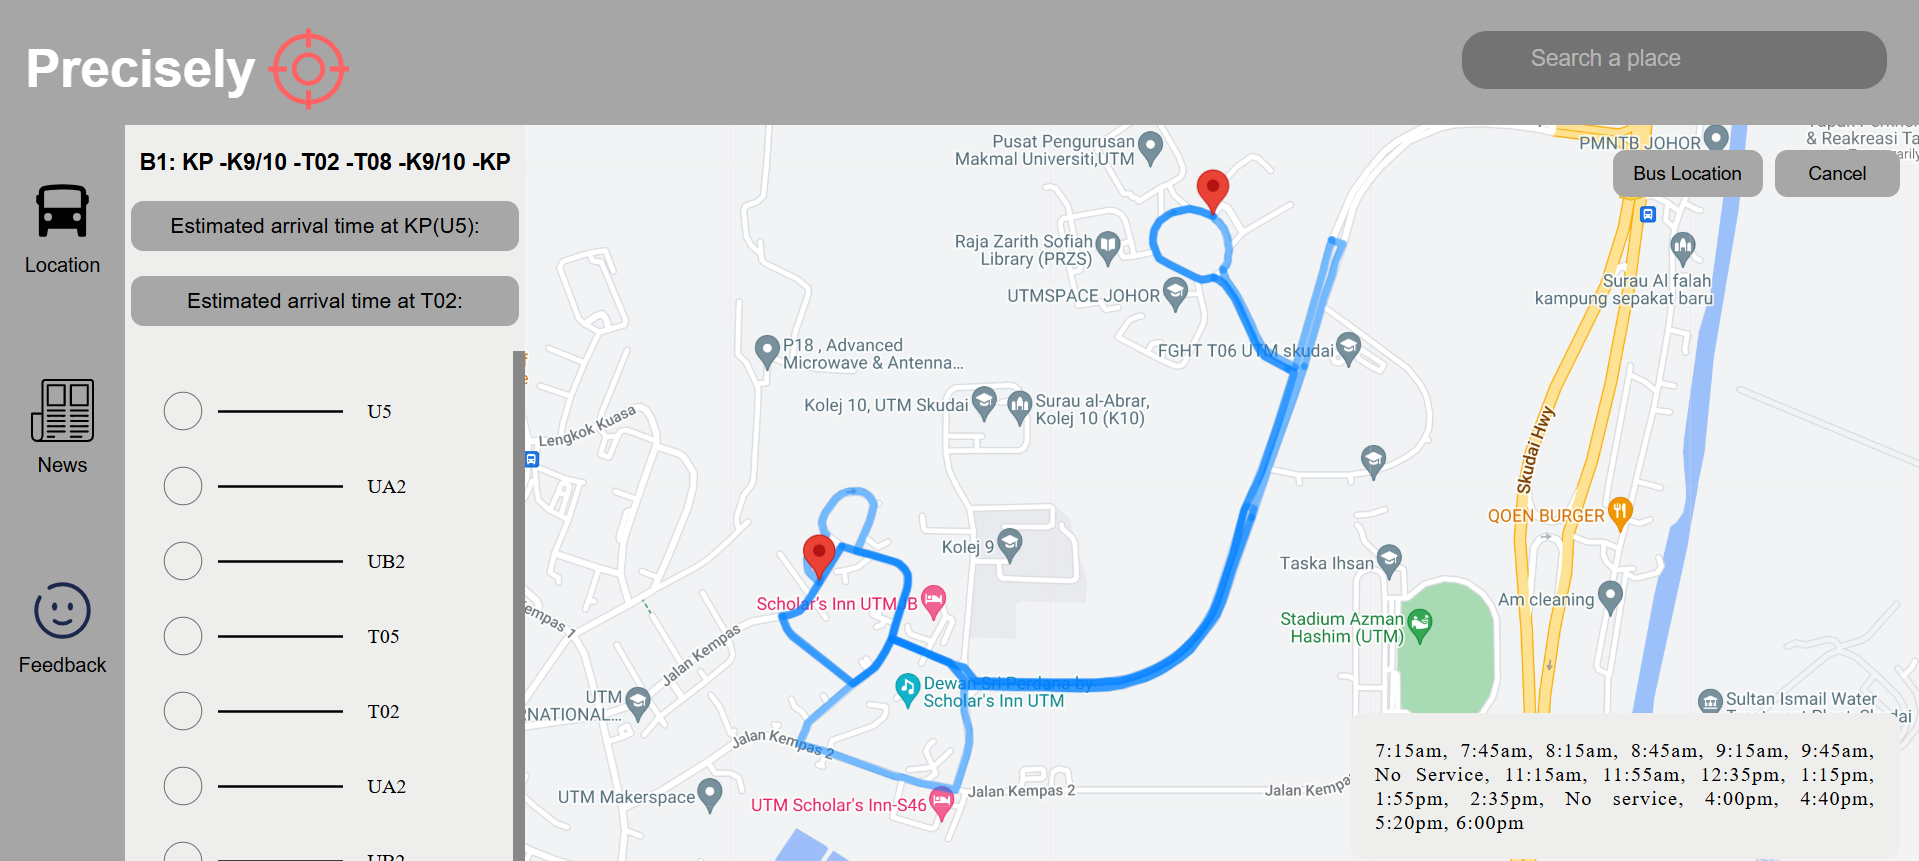 Precisely
Search a place
Location
News
Feedback
B1: KP -K9/10 -T02 -T08 -K9/10 -KP
Estimated arrival time at KP(U5):
Estimated arrival time at T02:
U5
UA2
UB2
T05
T02
UA2
UB2
Bus Location
Cancel
Pusat Pengurusan
Makmal Universiti,UTM
PMNTB JOHOR
& Reakreasi Ta
Raja Zarith Sofiah
Library (PRZS)
UTMSPACE JOHOR
Surau Al falah
kampung sepakat baru
P18 , Advanced
Microwave & Antenna...
FGHT T06 UTM skudai
Kolej 10, UTM Skudai
Surau al-Abrar,
Kolej 10 (K10)
Lengkok Kuasa
Skudai Hwy
QOEN BURGER
Kolej 9
Taska Ihsan
Am cleaning
Scholar's Inn UTMJB
Stadium Azman
Hashim (UTM)
empas 1
Jalan Kempas
UTM
RNATIONAL...
Dewan Sri Perdana by
Scholar's Inn UTM
Sultan Ismail Water
Jalan Kempas 2
UTM Makerspace
UTM Scholar's Inn-S46
Jalan Kempas 2
Jalan Kempa
7:15am, 7:45am, 8:15am, 8:45am, 9:15am, 9:45am,
No Service, 11:15am, 11:55am, 12:35pm, 1:15pm,
1:55pm, 2:35pm, No service, 4:00pm, 4:40pm,
5:20pm, 6:00pm